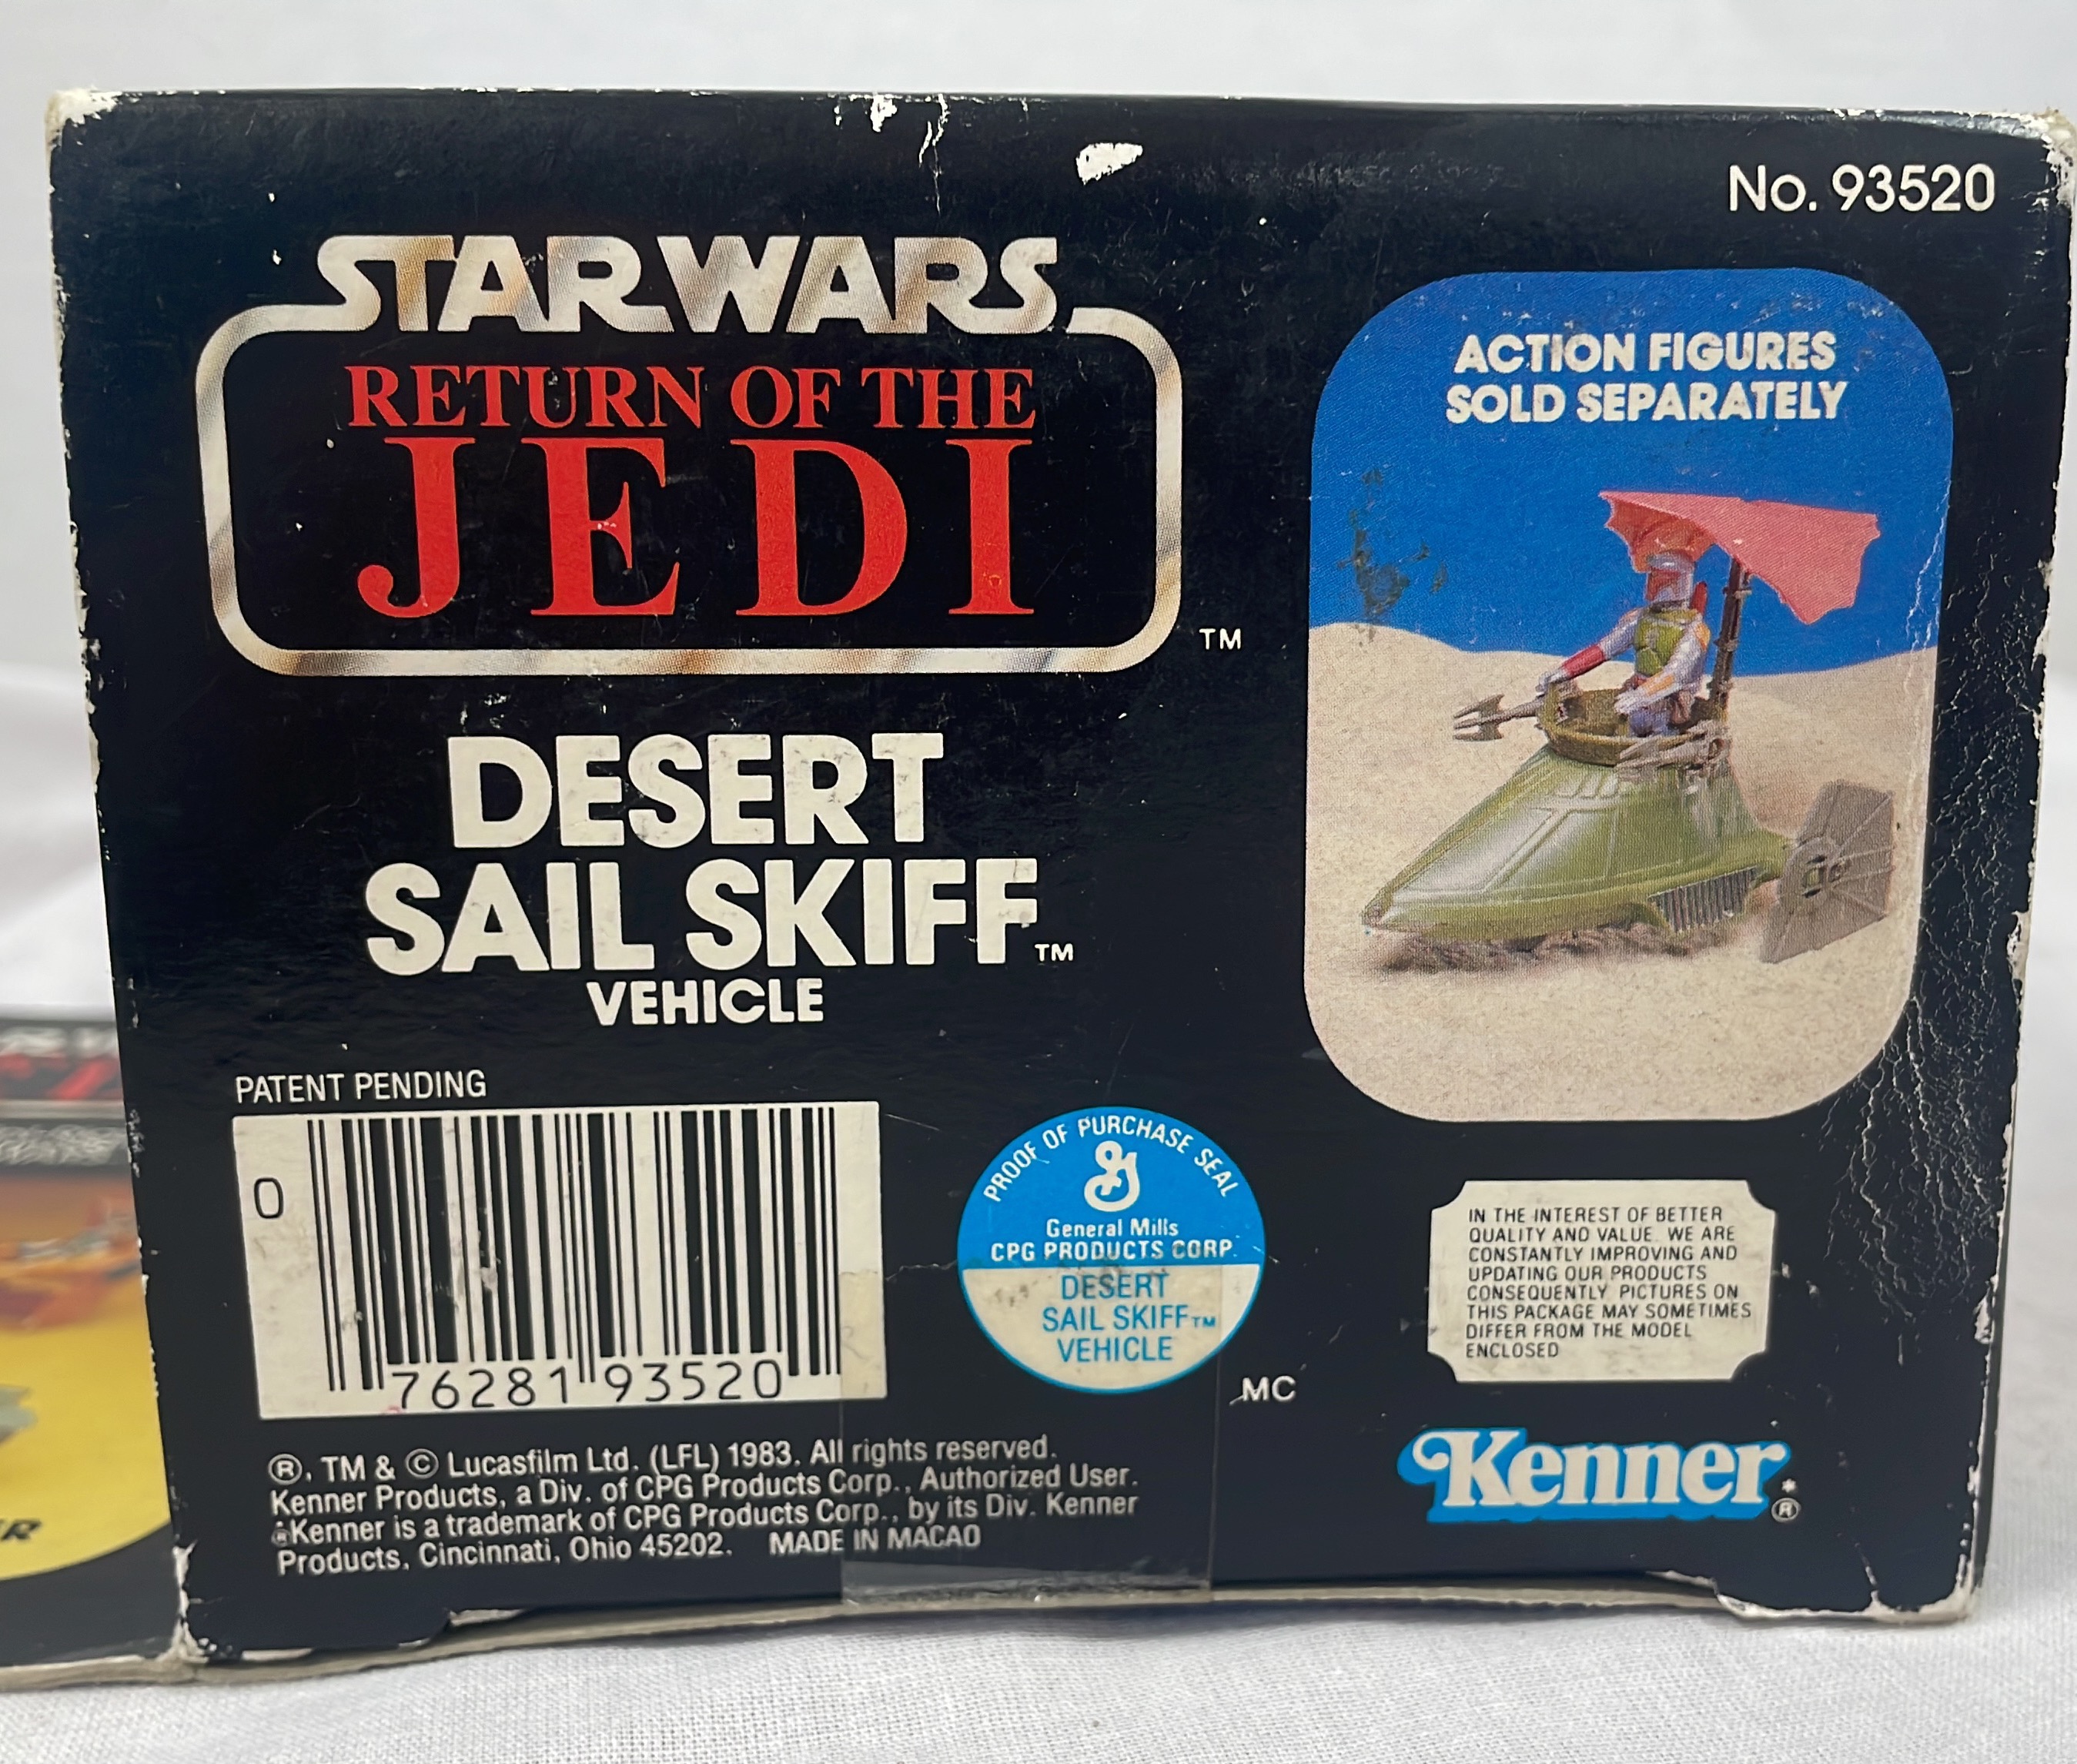 No. 93520
STAR WARS
RETURN OF THE
JEDI
TM
ACTION FIGURES
SOLD SEPARATELY
DESERT
SAIL SKIFF TM
VEHICLE
PATENT PENDING
0
76281 93520
PROOF OF PURCHASE SEAL
General Mills
CPG PRODUCTS CORP.
DESERT
SAIL SKIFF TM
VEHICLE
MC
IN THE INTEREST OF BETTER
QUALITY AND VALUE. WE ARE
CONSTANTLY IMPROVING AND
UPDATING OUR PRODUCTS
CONSEQUENTLY PICTURES ON
THIS PACKAGE MAY SOMETIMES
DIFFER FROM THE MODEL
ENCLOSED
Kenner*®
®, TM & © Lucasfilm Ltd. (LFL) 1983. All rights reserved.
Kenner Products, a Div. of CPG Products Corp., Authorized User.
*®Kenner is a trademark of CPG Products Corp., by its Div. Kenner
Products, Cincinnati, Ohio 45202. MADE IN MACAO